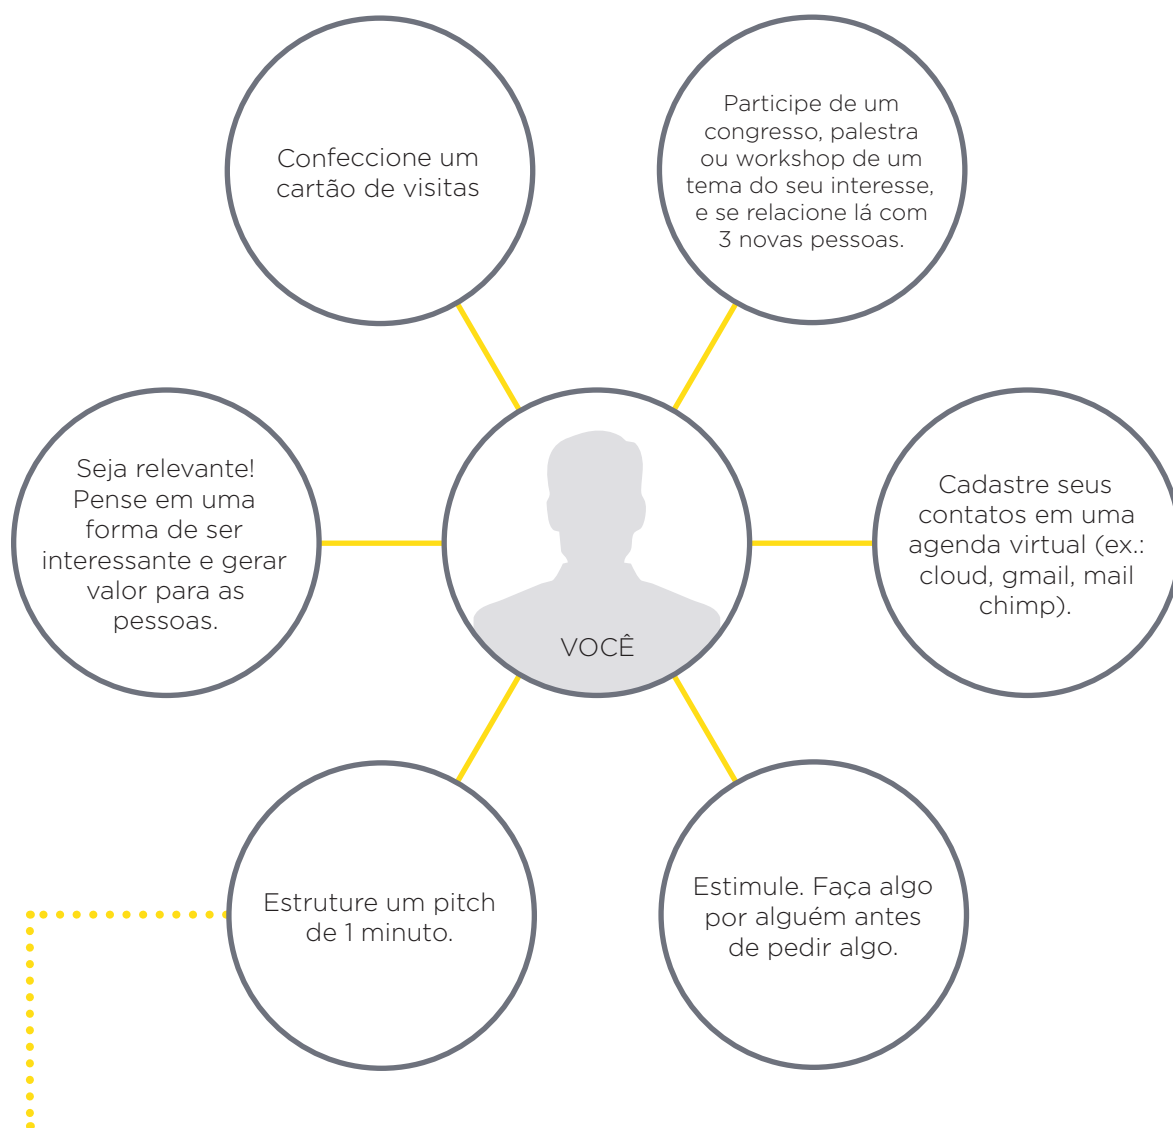 Confeccione um
cartão de visitas
Participe de um
congresso, palestra
ou workshop de um
tema do seu interesse,
e se relacione lá com
3 novas pessoas.
Seja relevante!
Pense em uma
forma de ser
interessante e gerar
valor para as
pessoas.
VOCÊ
Cadastre seus
contatos em uma
agenda virtual (ex.:
cloud, gmail, mail
chimp).
Estruture um pitch
de 1 minuto.
Estimule. Faça algo
por alguém antes
de pedir algo.